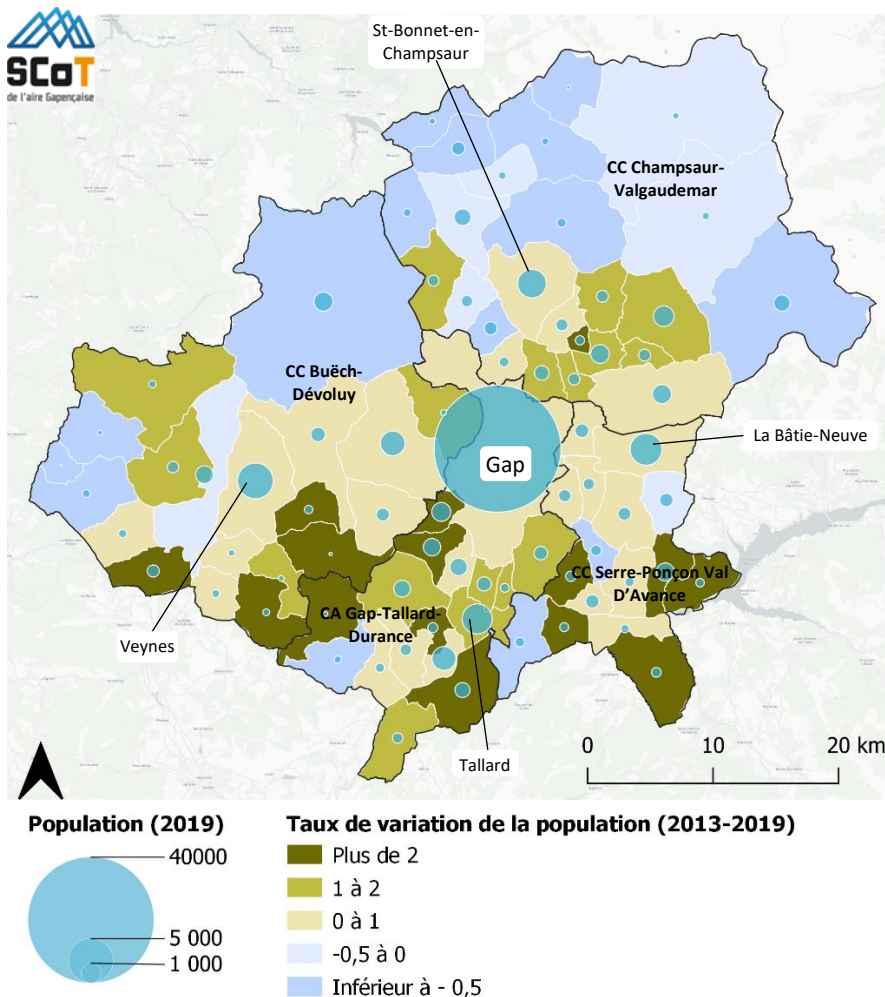 SCoT
de l'aire Gapençaise
St-Bonnet-en-
Champsaur
CC Champsaur-
Valgaudemar
CC Buëch-
Dévoluy
La Bâtie-Neuve
Gap
CC Serre-Ponçon Val
D'Avance
CA Gap-Tallard-
Durance
Veynes
Tallard
0 10 20 km
Population (2019)
40000
5 000
1 000
Taux de variation de la population (2013-2019)
Plus de 2
1 à 2
0 à 1
-0,5 à 0
Inférieur à - 0,5